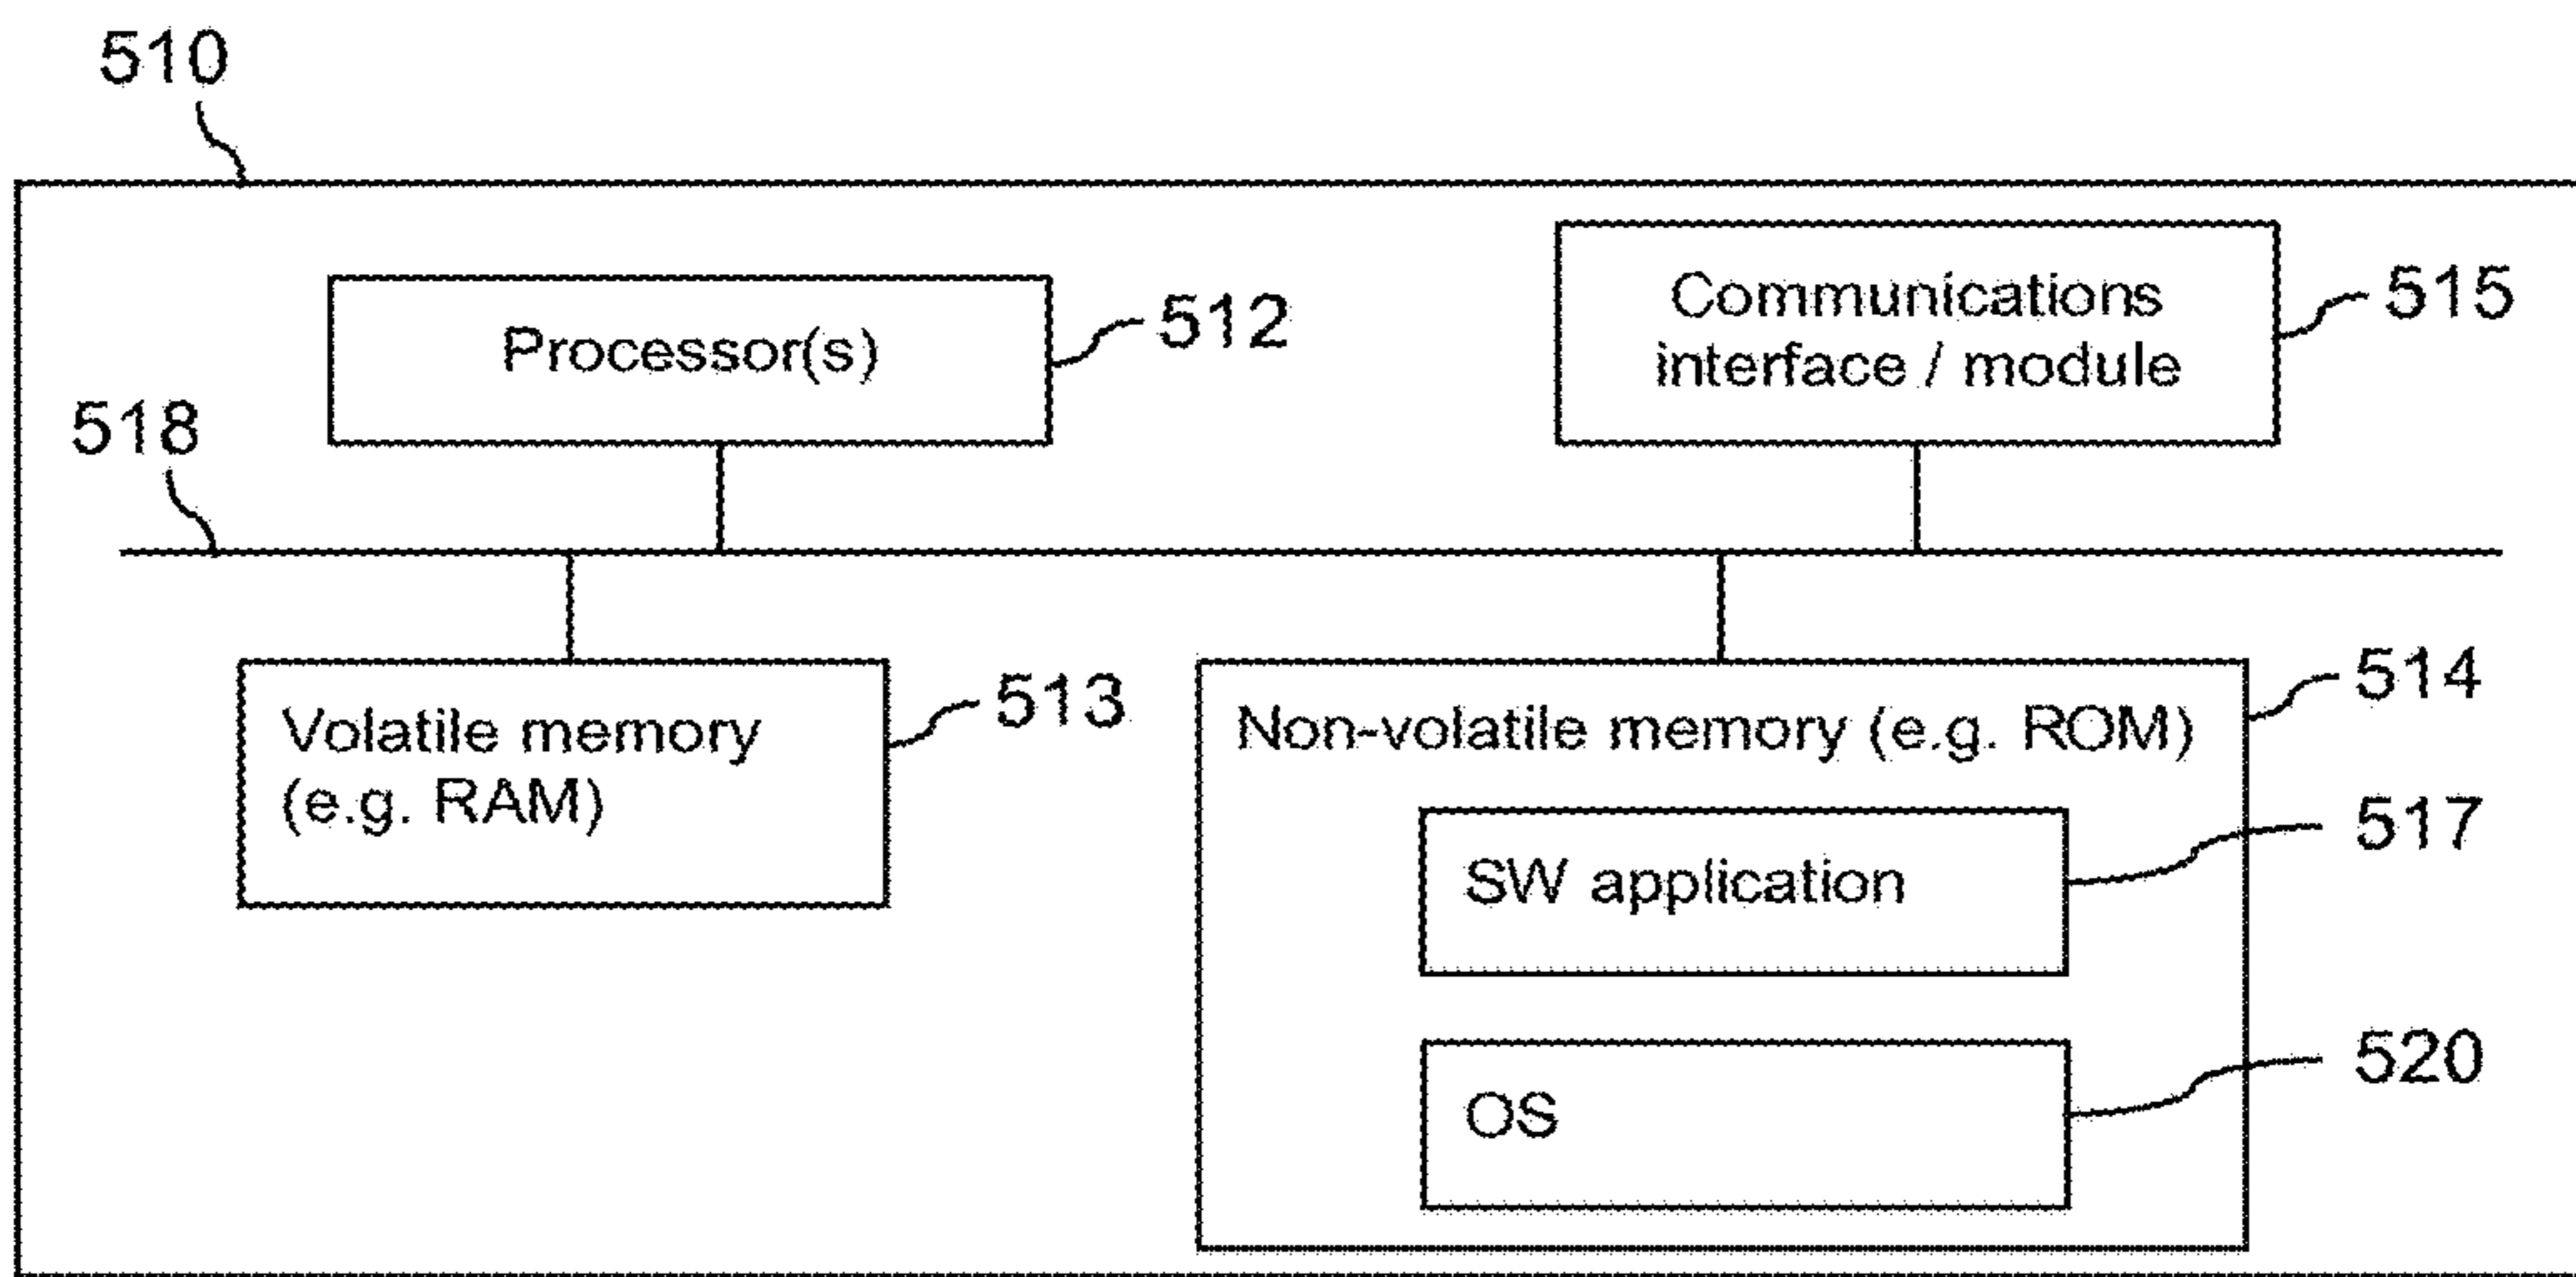 510
Processor(s)
512
Communications
interface / module
515
518
Volatile memory
(e.g. RAM)
513
Non-volatile memory (e.g. ROM)
514
SW application
517
OS
520